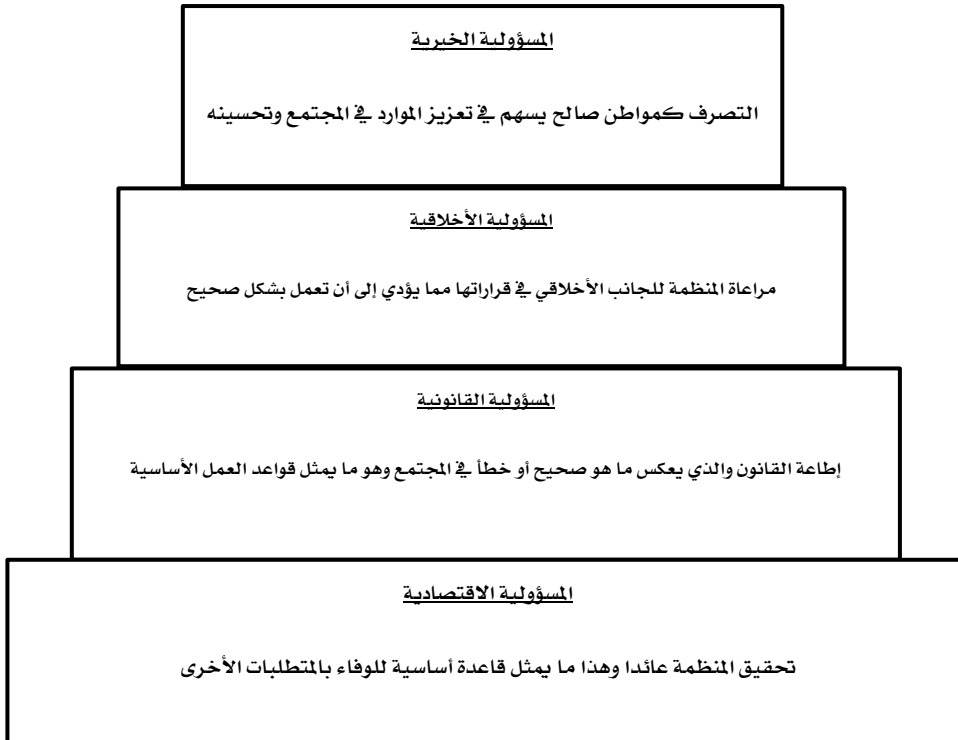 المسؤولية الخيرية
التصرف كمواطن صالح يسهم في تعزيز الموارد في المجتمع وتحسينه
المسؤولية الأخلاقية
مراعاة المنظمة للجانب الأخلاقي في قراراتها مما يؤدي إلى أن تعمل بشكل صحيح
المسؤولية القانونية
إطاعة القانون والذي يعكس ما هو صحيح أو خطأ في المجتمع وهو ما يمثل قواعد العمل الأساسية
المسؤولية الاقتصادية
تحقيق المنظمة عائدا وهذا ما يمثل قاعدة أساسية للوفاء بالمتطلبات الأخرى